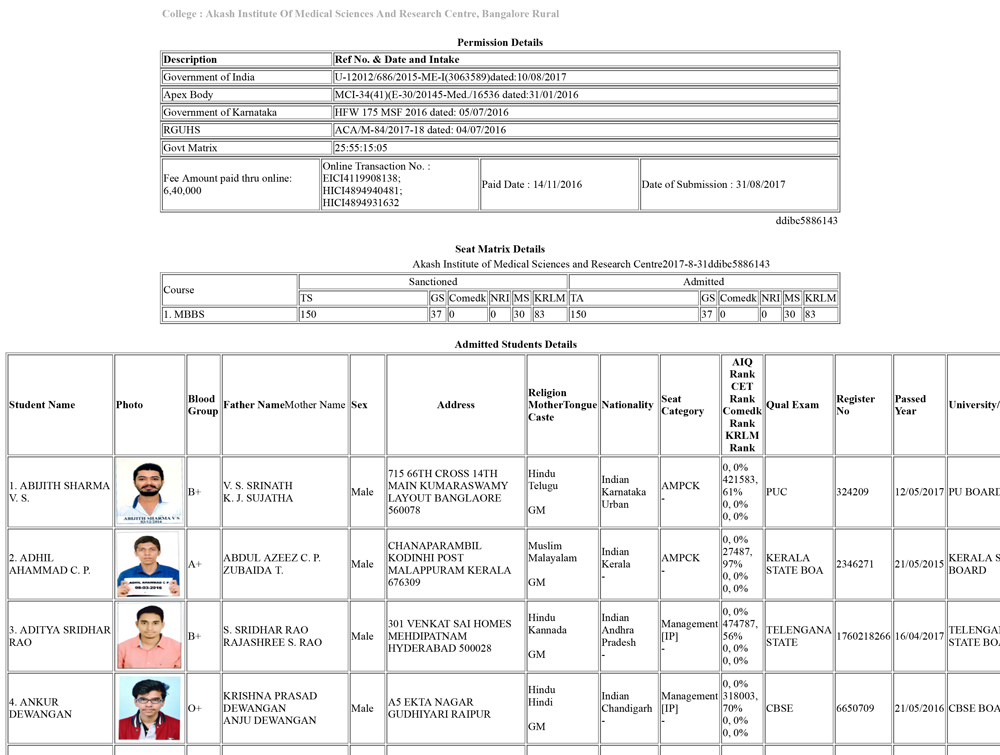 College : Akash Institute Of Medical Sciences And Research Centre, Bangalore Rural
Permission Details
Description Ref No. & Date and Intake
Government of India U-12012/686/2015-ME-I(3063589)dated:10/08/2017
Apex Body MCI-34(41)(E-30/20145-Med./16536 dated:31/01/2016
Government of Karnataka HFW 175 MSF 2016 dated: 05/07/2016
RGUHS ACA/M-84/2017-18 dated: 04/07/2016
Govt Matrix 25:55:15:05
Fee Amount paid thru online:
6,40,000
Online Transaction No. :
EICI4119908138;
HICI4894940481;
HICI4894931632
Paid Date : 14/11/2016
Date of Submission : 31/08/2017
ddibc5886143
Seat Matrix Details
Akash Institute of Medical Sciences and Research Centre2017-8-31ddibc5886143
Course Sanctioned Admitted
TS GS Comedk NRI MS KRLM TA GS Comedk NRI MS KRLM
1. MBBS 150 37 0 0 30 83 150 37 0 0 30 83
Admitted Students Details
Student Name
Photo
Blood
Group
Father NameMother Name
Sex
Address
Religion
MotherTongue
Caste
Nationality
Seat
Category
AIQ
Rank
CET
Rank
Comedk
Rank
KRLM
Rank
Qual Exam
Register
No
Passed
Year
University/
1. ABIJITH SHARMA
V. S.
ABIJITH SHARMA V S
B+
V. S. SRINATH
K. J. SUJATHA
Male
715 66TH CROSS 14TH
MAIN KUMARASWAMY
LAYOUT BANGLAORE
560078
Hindu
Telugu
GM
Indian
Karnataka
Urban
AMPCK
-
0, 0%
421583,
61%
0, 0%
0, 0%
PUC
324209
12/05/2017
PU BOARD
2. ADHIL
AHAMMAD C. P.
A+
ABDUL AZEEZ C. P.
ZUBAIDA T.
Male
CHANAPARAMBIL
KODINHI POST
MALAPPURAM KERALA
676309
Muslim
Malayalam
GM
Indian
Kerala
-
AMPCK
-
0, 0%
27487,
97%
0, 0%
0, 0%
KERALA
STATE BOA
2346271
21/05/2015
KERALA S
BOARD
3. ADITYA SRIDHAR
RAO
B+
S. SRIDHAR RAO
RAJASHREE S. RAO
Male
301 VENKAT SAI HOMES
MEHDIPATNAM
HYDERABAD 500028
Hindu
Kannada
GM
Indian
Andhra
Pradesh
-
Management
[IP]
-
0, 0%
474787,
56%
0, 0%
0, 0%
TELENGANA
STATE
1760218266
16/04/2017
TELENGA
STATE BO
4. ANKUR
DEWANGAN
O+
KRISHNA PRASAD
DEWANGAN
ANJU DEWANGAN
Male
A5 EKTA NAGAR
GUDHIYARI RAIPUR
Hindu
Hindi
GM
Indian
Chandigarh
-
Management
[IP]
-
0, 0%
318003,
70%
0, 0%
0, 0%
CBSE
6650709
21/05/2016
CBSE BOA